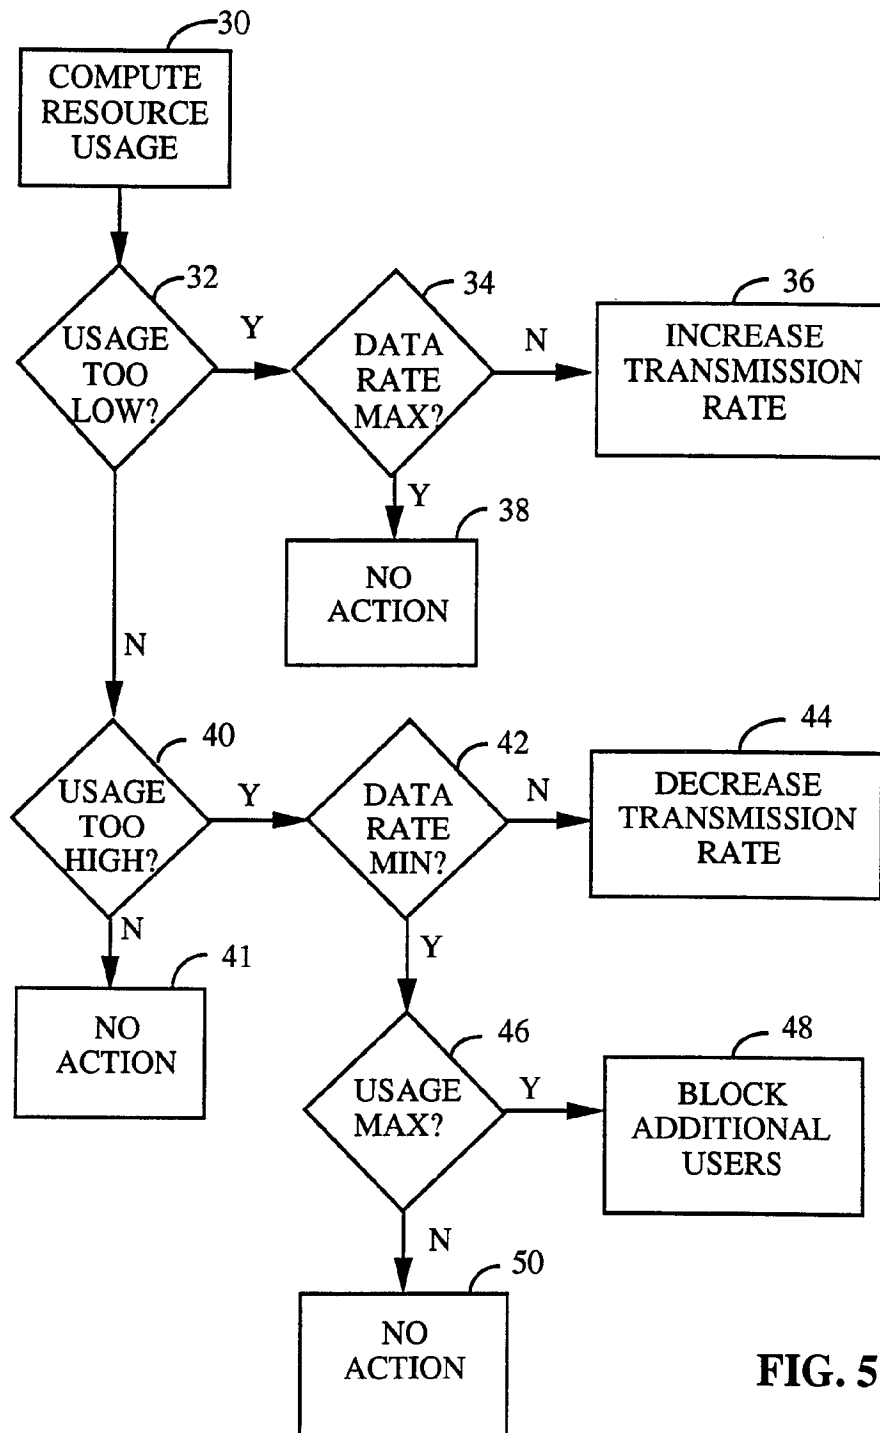 30
COMPUTE
RESOURCE
USAGE
32
USAGE
TOO
LOW?
Y
34
DATA
RATE
MAX?
N
36
INCREASE
TRANSMISSION
RATE
Y
38
NO
ACTION
N
40
USAGE
TOO
HIGH?
Y
42
DATA
RATE
MIN?
N
44
DECREASE
TRANSMISSION
RATE
N
41
NO
ACTION
Y
46
USAGE
MAX?
Y
48
BLOCK
ADDITIONAL
USERS
N
50
NO
ACTION
FIG. 5